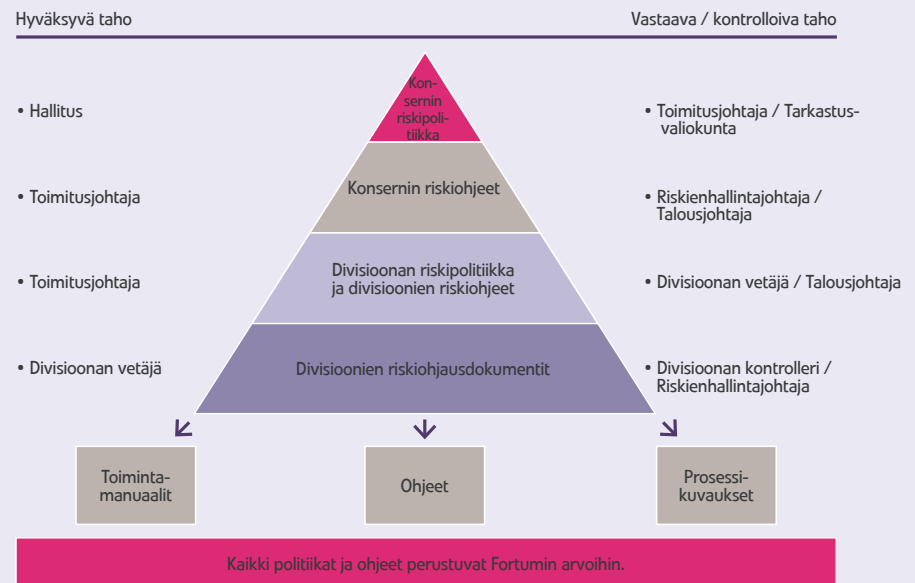 Hyväksyvä taho
Vastaava / kontrolloiva taho
Kon-
sernin
riskipoli-
tiikka
• Hallitus
• Toimitusjohtaja / Tarkastus-
valiokunta
Konsernin riskiohjeet
• Toimitusjohtaja
• Riskienhallintajohtaja /
Talousjohtaja
Divisioonan riskipolitiikka
ja divisioonien riskiohjeet
• Toimitusjohtaja
• Divisioonan vetäjä / Talousjohtaja
• Divisioonan vetäjä
Divisioonien riskiohjausdokumentit
• Divisioonan kontrolleri /
Riskienhallintajohtaja
Toiminta-
manuaalit
Ohjeet
Prosessi-
kuvaukset
Kaikki politiikat ja ohjeet perustuvat Fortumin arvoihin.